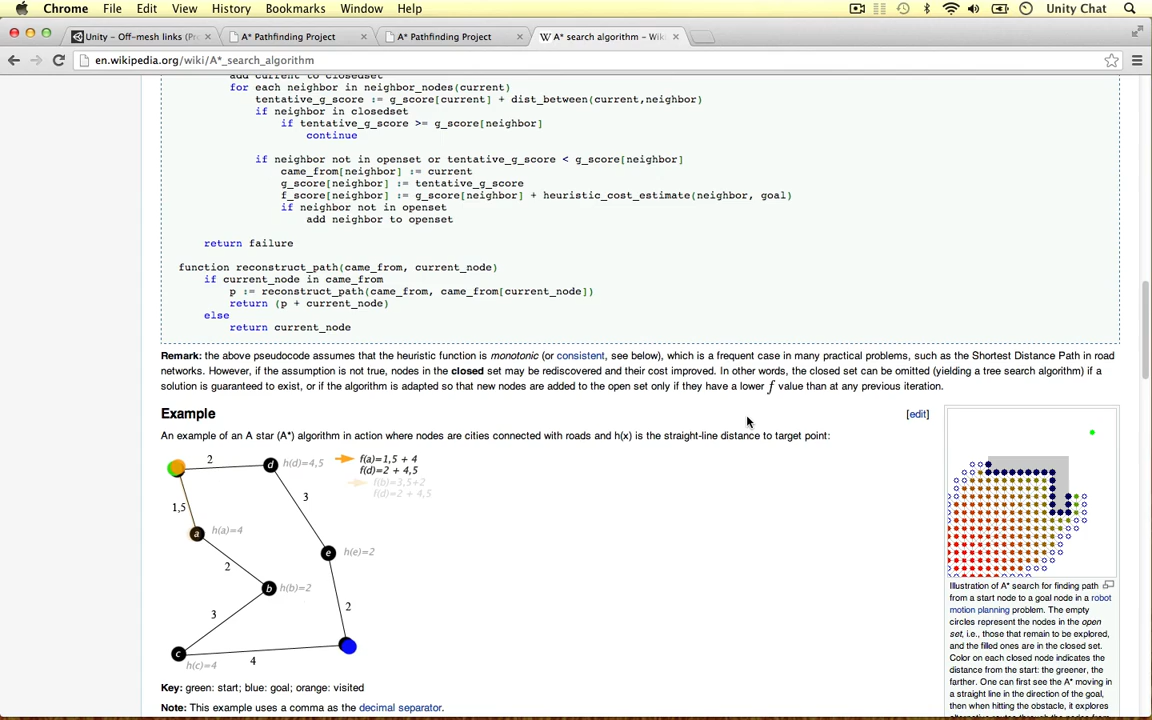 Chrome File Edit View History Bookmarks Window Help Unity Chat
Unity – Off-mesh links (Pro A* Pathfinding Project A* Pathfinding Project A* search algorithm – Wiki
en.wikipedia.org/wiki/A*_search_algorithm
add current to closedset
for each neighbor in neighbor_nodes(current)
tentative_g_score := g_score[current] + dist_between(current,neighbor)
if neighbor in closedset
if tentative_g_score >= g_score[neighbor]
continue
if neighbor not in openset or tentative_g_score < g_score[neighbor]
came_from[neighbor] := current
g_score[neighbor] := tentative_g_score
f_score[neighbor] := g_score[neighbor] + heuristic_cost_estimate(neighbor, goal)
if neighbor not in openset
add neighbor to openset
return failure
function reconstruct_path(came_from, current_node)
if current_node in came_from
p := reconstruct_path(came_from, came_from[current_node])
return (p + current_node)
else
return current_node
Remark: the above pseudocode assumes that the heuristic function is monotonic (or consistent, see below), which is a frequent case in many practical problems, such as the Shortest Distance Path in road
networks. However, if the assumption is not true, nodes in the closed set may be rediscovered and their cost improved. In other words, the closed set can be omitted (yielding a tree search algorithm) if a
solution is guaranteed to exist, or if the algorithm is adapted so that new nodes are added to the open set only if they have a lower f value than at any previous iteration.
Example [edit]
An example of an A star (A*) algorithm in action where nodes are cities connected with roads and h(x) is the straight-line distance to target point:
2 d h(d)=4,5 f(a)=1,5 + 4
f(d)=2 + 4,5
f(b)=3,5+2
f(d)=2 + 4,5
3
1,5
a h(a)=4
e h(e)=2
2
b h(b)=2
3 2
c 4
h(c)=4
Key: green: start; blue: goal; orange: visited
Note: This example uses a comma as the decimal separator.
Illustration of A* search for finding path
from a start node to a goal node in a robot
motion planning problem. The empty
circles represent the nodes in the open
set, i.e., those that remain to be explored,
and the filled ones are in the closed set.
Color on each closed node indicates the
distance from the start: the greener, the
farther. One can first see the A* moving in
a straight line in the direction of the goal,
then when hitting the obstacle, it explores